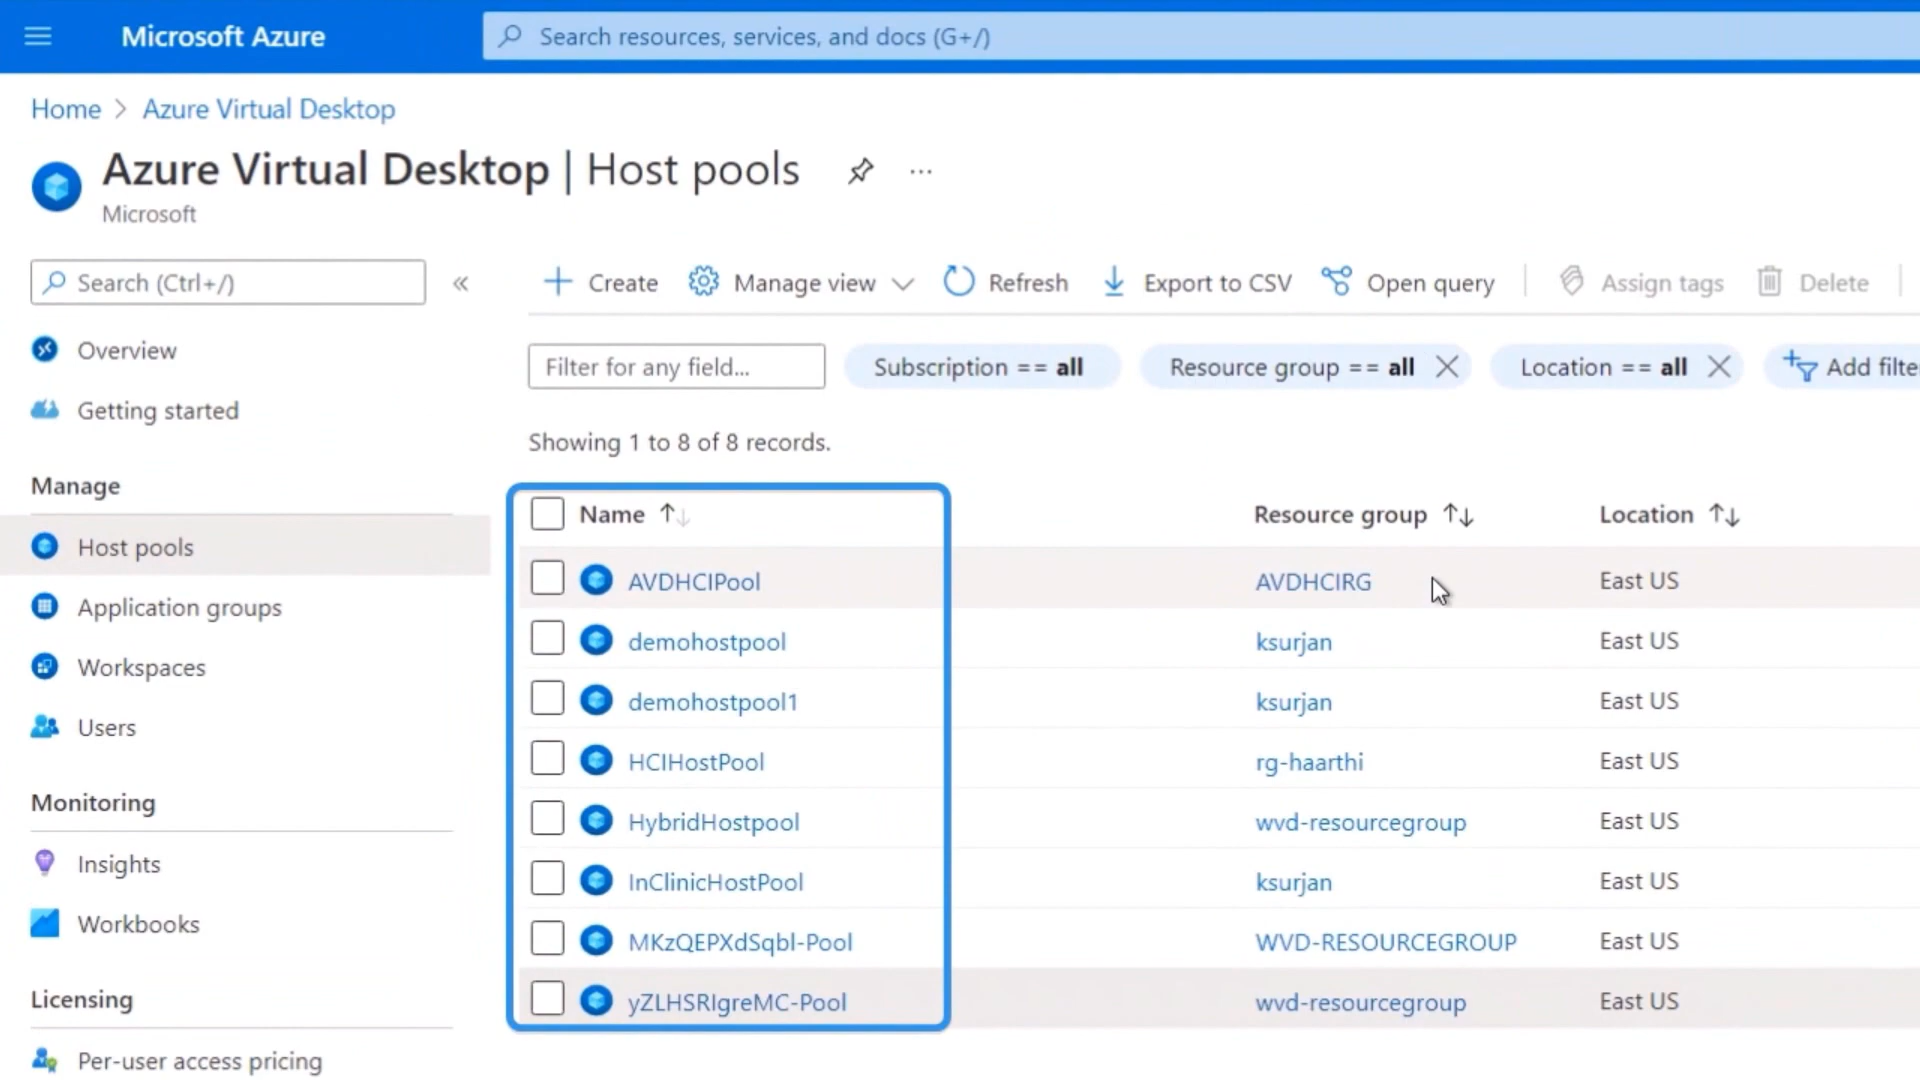 Microsoft Azure
Search resources, services, and docs (G+/)
Home > Azure Virtual Desktop
Azure Virtual Desktop | Host pools ...
Microsoft
Search (Ctrl+/) «
Create Manage view Refresh Export to CSV Open query Assign tags Delete
Overview
Getting started
Manage
Host pools
Application groups
Workspaces
Users
Monitoring
Insights
Workbooks
Licensing
Per-user access pricing
Filter for any field... Subscription == all Resource group == all Location == all Add filte
Showing 1 to 8 of 8 records.
Name Resource group Location
AVDHCIPool AVDHCIRG East US
demohostpool ksurjan East US
demohostpool1 ksurjan East US
HCIHostPool rg-haarthi East US
HybridHostpool wvd-resourcegroup East US
InClinicHostPool ksurjan East US
MKzQEPXdSqbl-Pool WVD-RESOURCEGROUP East US
yZLHSRIgreMC-Pool wvd-resourcegroup East US